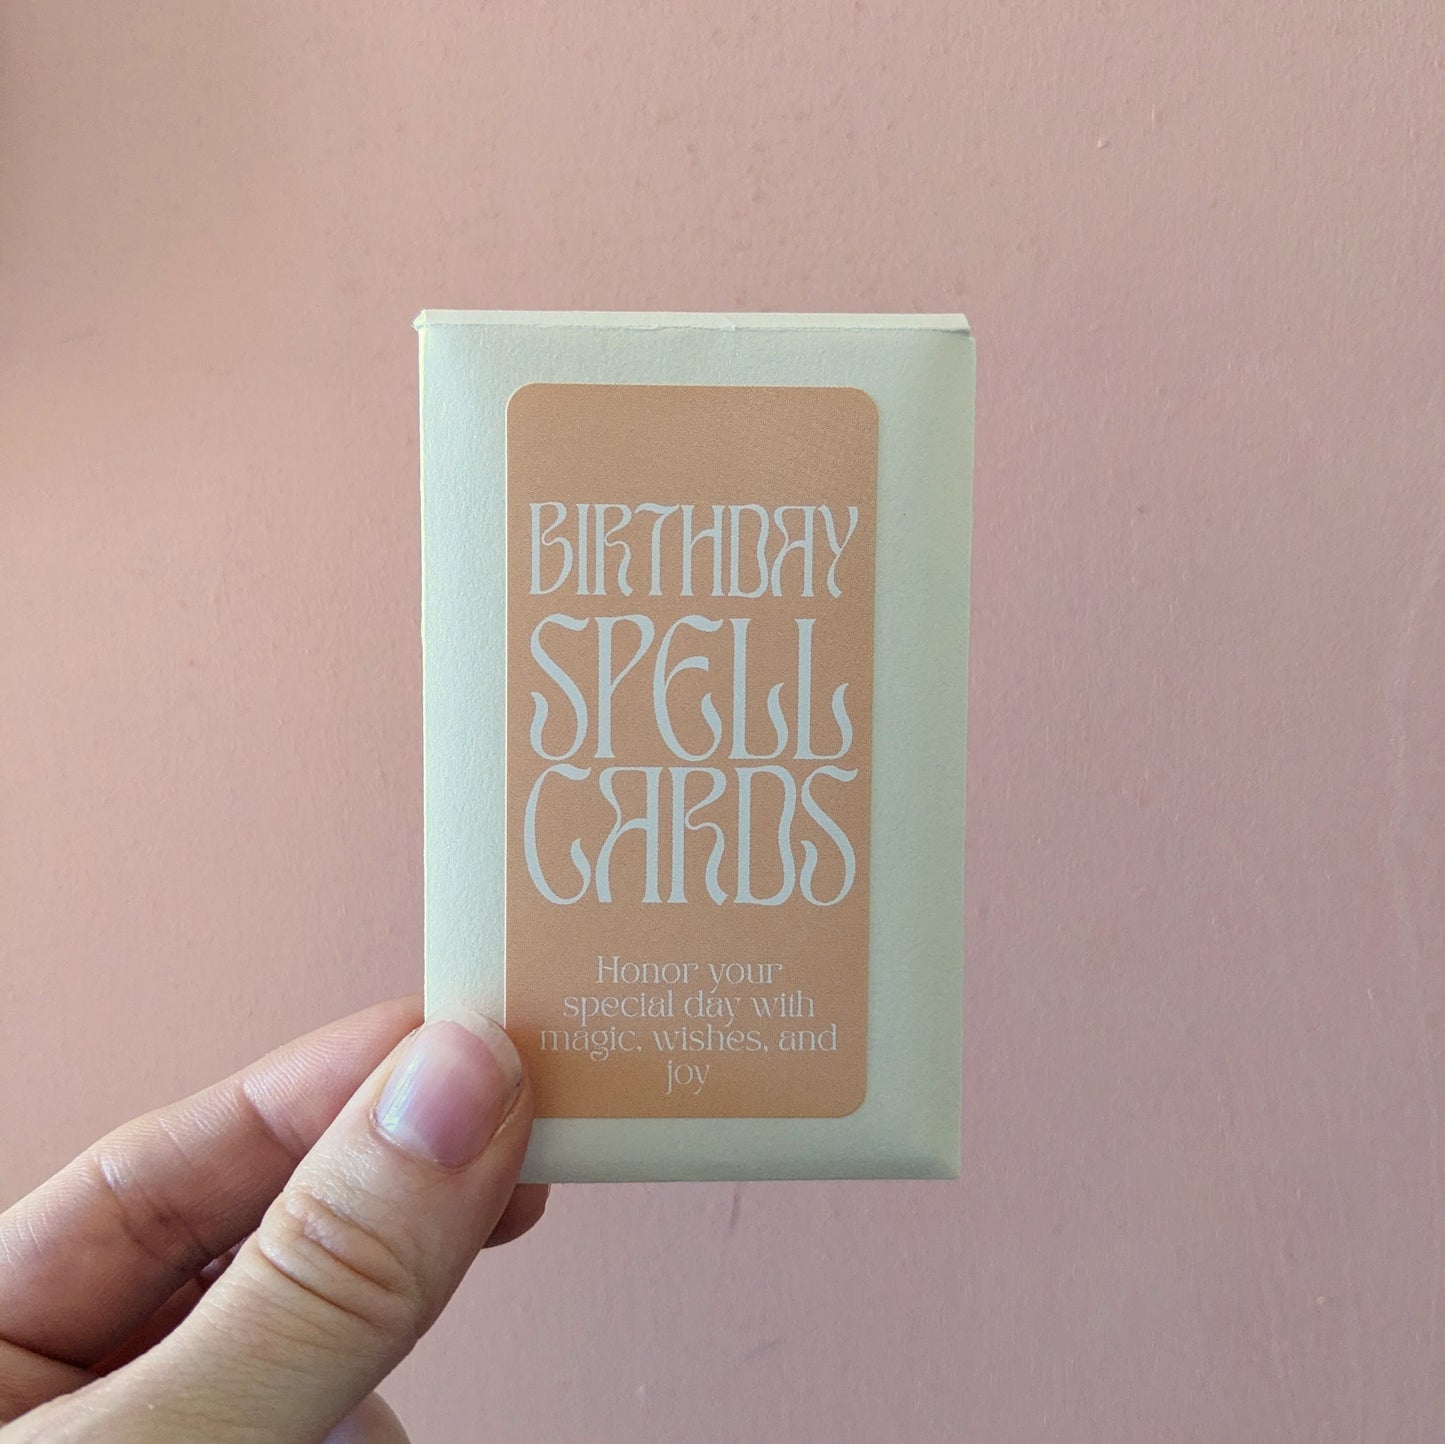 BIRTHDAY
SPELL
CARDS
Honor your
special day with
magic, wishes, and
joy